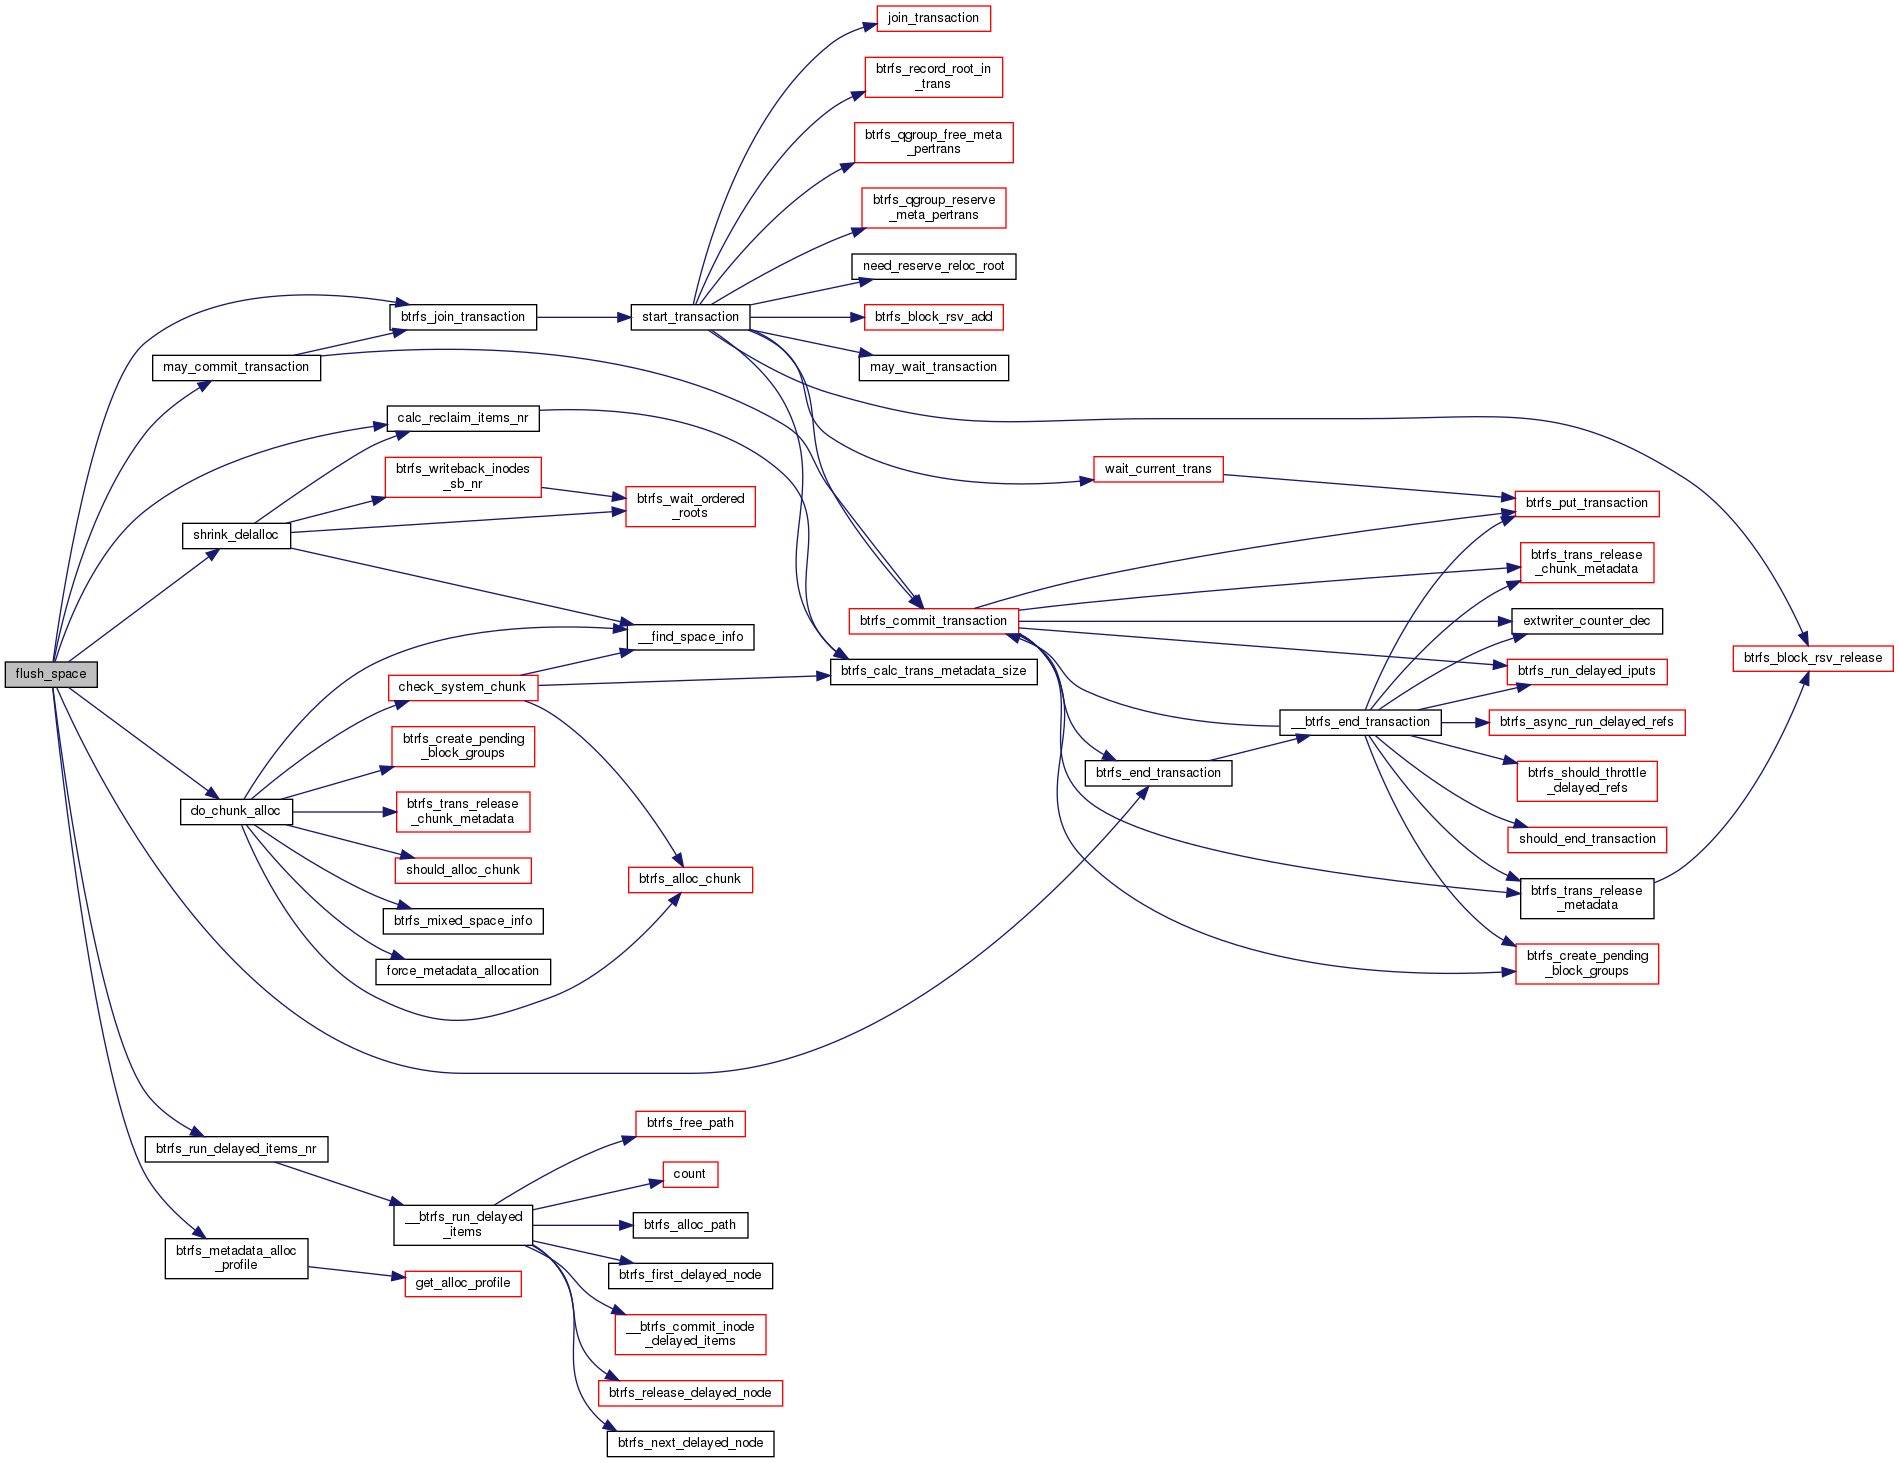 join_transaction
btrfs_record_root_in
_trans
btrfs_qgroup_free_meta
_pertrans
btrfs_qgroup_reserve
_meta_pertrans
need_reserve_reloc_root
btrfs_join_transaction
start_transaction
btrfs_block_rsv_add
may_commit_transaction
may_wait_transaction
calc_reclaim_items_nr
btrfs_writeback_inodes
_sb_nr
wait_current_trans
btrfs_wait_ordered
_roots
btrfs_put_transaction
shrink_delalloc
btrfs_trans_release
_chunk_metadata
btrfs_commit_transaction
extwriter_counter_dec
__find_space_info
btrfs_block_rsv_release
flush_space
btrfs_calc_trans_metadata_size
btrfs_run_delayed_iputs
check_system_chunk
__btrfs_end_transaction
btrfs_async_run_delayed_refs
btrfs_create_pending
_block_groups
btrfs_end_transaction
btrfs_should_throttle
_delayed_refs
do_chunk_alloc
btrfs_trans_release
_chunk_metadata
should_end_transaction
should_alloc_chunk
btrfs_alloc_chunk
btrfs_trans_release
_metadata
btrfs_mixed_space_info
force_metadata_allocation
btrfs_create_pending
_block_groups
btrfs_free_path
btrfs_run_delayed_items_nr
count
__btrfs_run_delayed
_items
btrfs_alloc_path
btrfs_metadata_alloc
_profile
btrfs_first_delayed_node
get_alloc_profile
__btrfs_commit_inode
_delayed_items
btrfs_release_delayed_node
btrfs_next_delayed_node